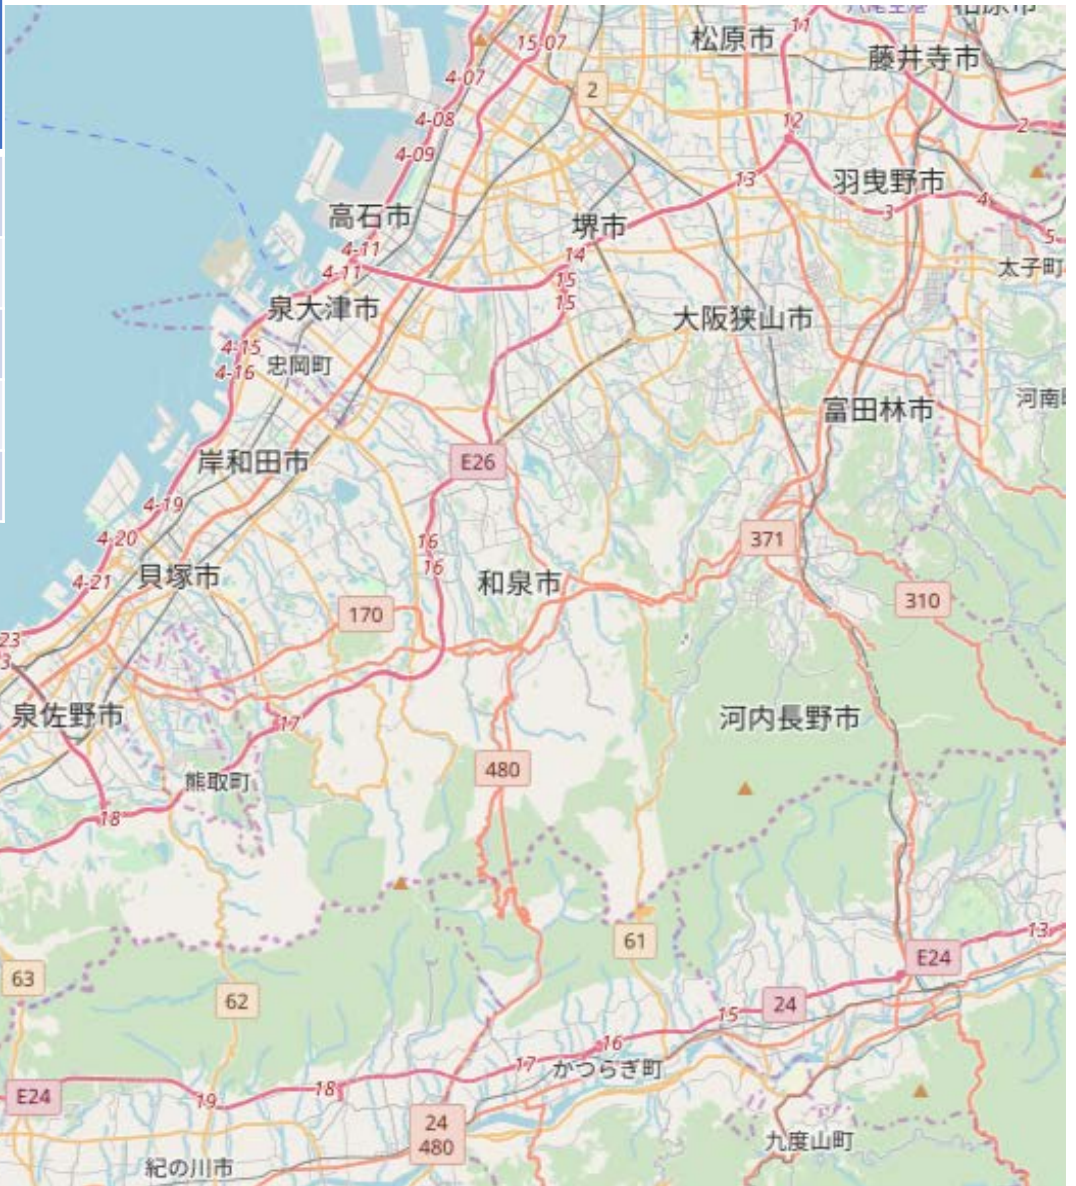 11
15-07
松原市
藤井寺市
4-07
2
4-08
12
2
4-09
13
羽曳野市
高石市
堺市
3
4
5
4-11
14
太子町
4-11
15
泉大津市
15
大阪狭山市
4-15
4-16
忠岡町
河南
富田林市
岸和田市
E26
4-19
4-20
16
371
4-21
貝塚市
16
和泉市
170
310
23
3
泉佐野市
17
河内長野市
熊取町
480
18
13
61
E24
63
62
24
15
16
17
かつらぎ町
E24
19
18
24
480
九度山町
紀の川市